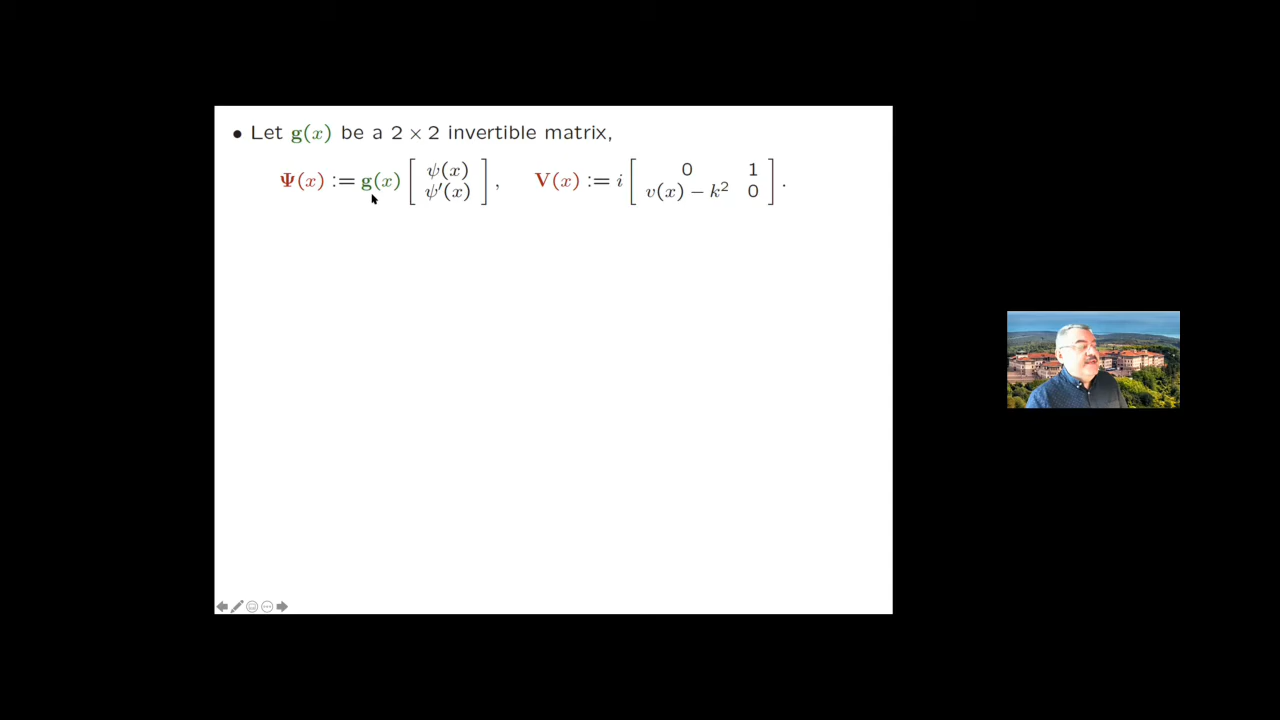 • Let g(x) be a 2 × 2 invertible matrix,
Ψ(x) := g(x) [ ψ(x) ψ′(x) ] , V(x) := i [ 0 1 v(x) − k² 0 ] .